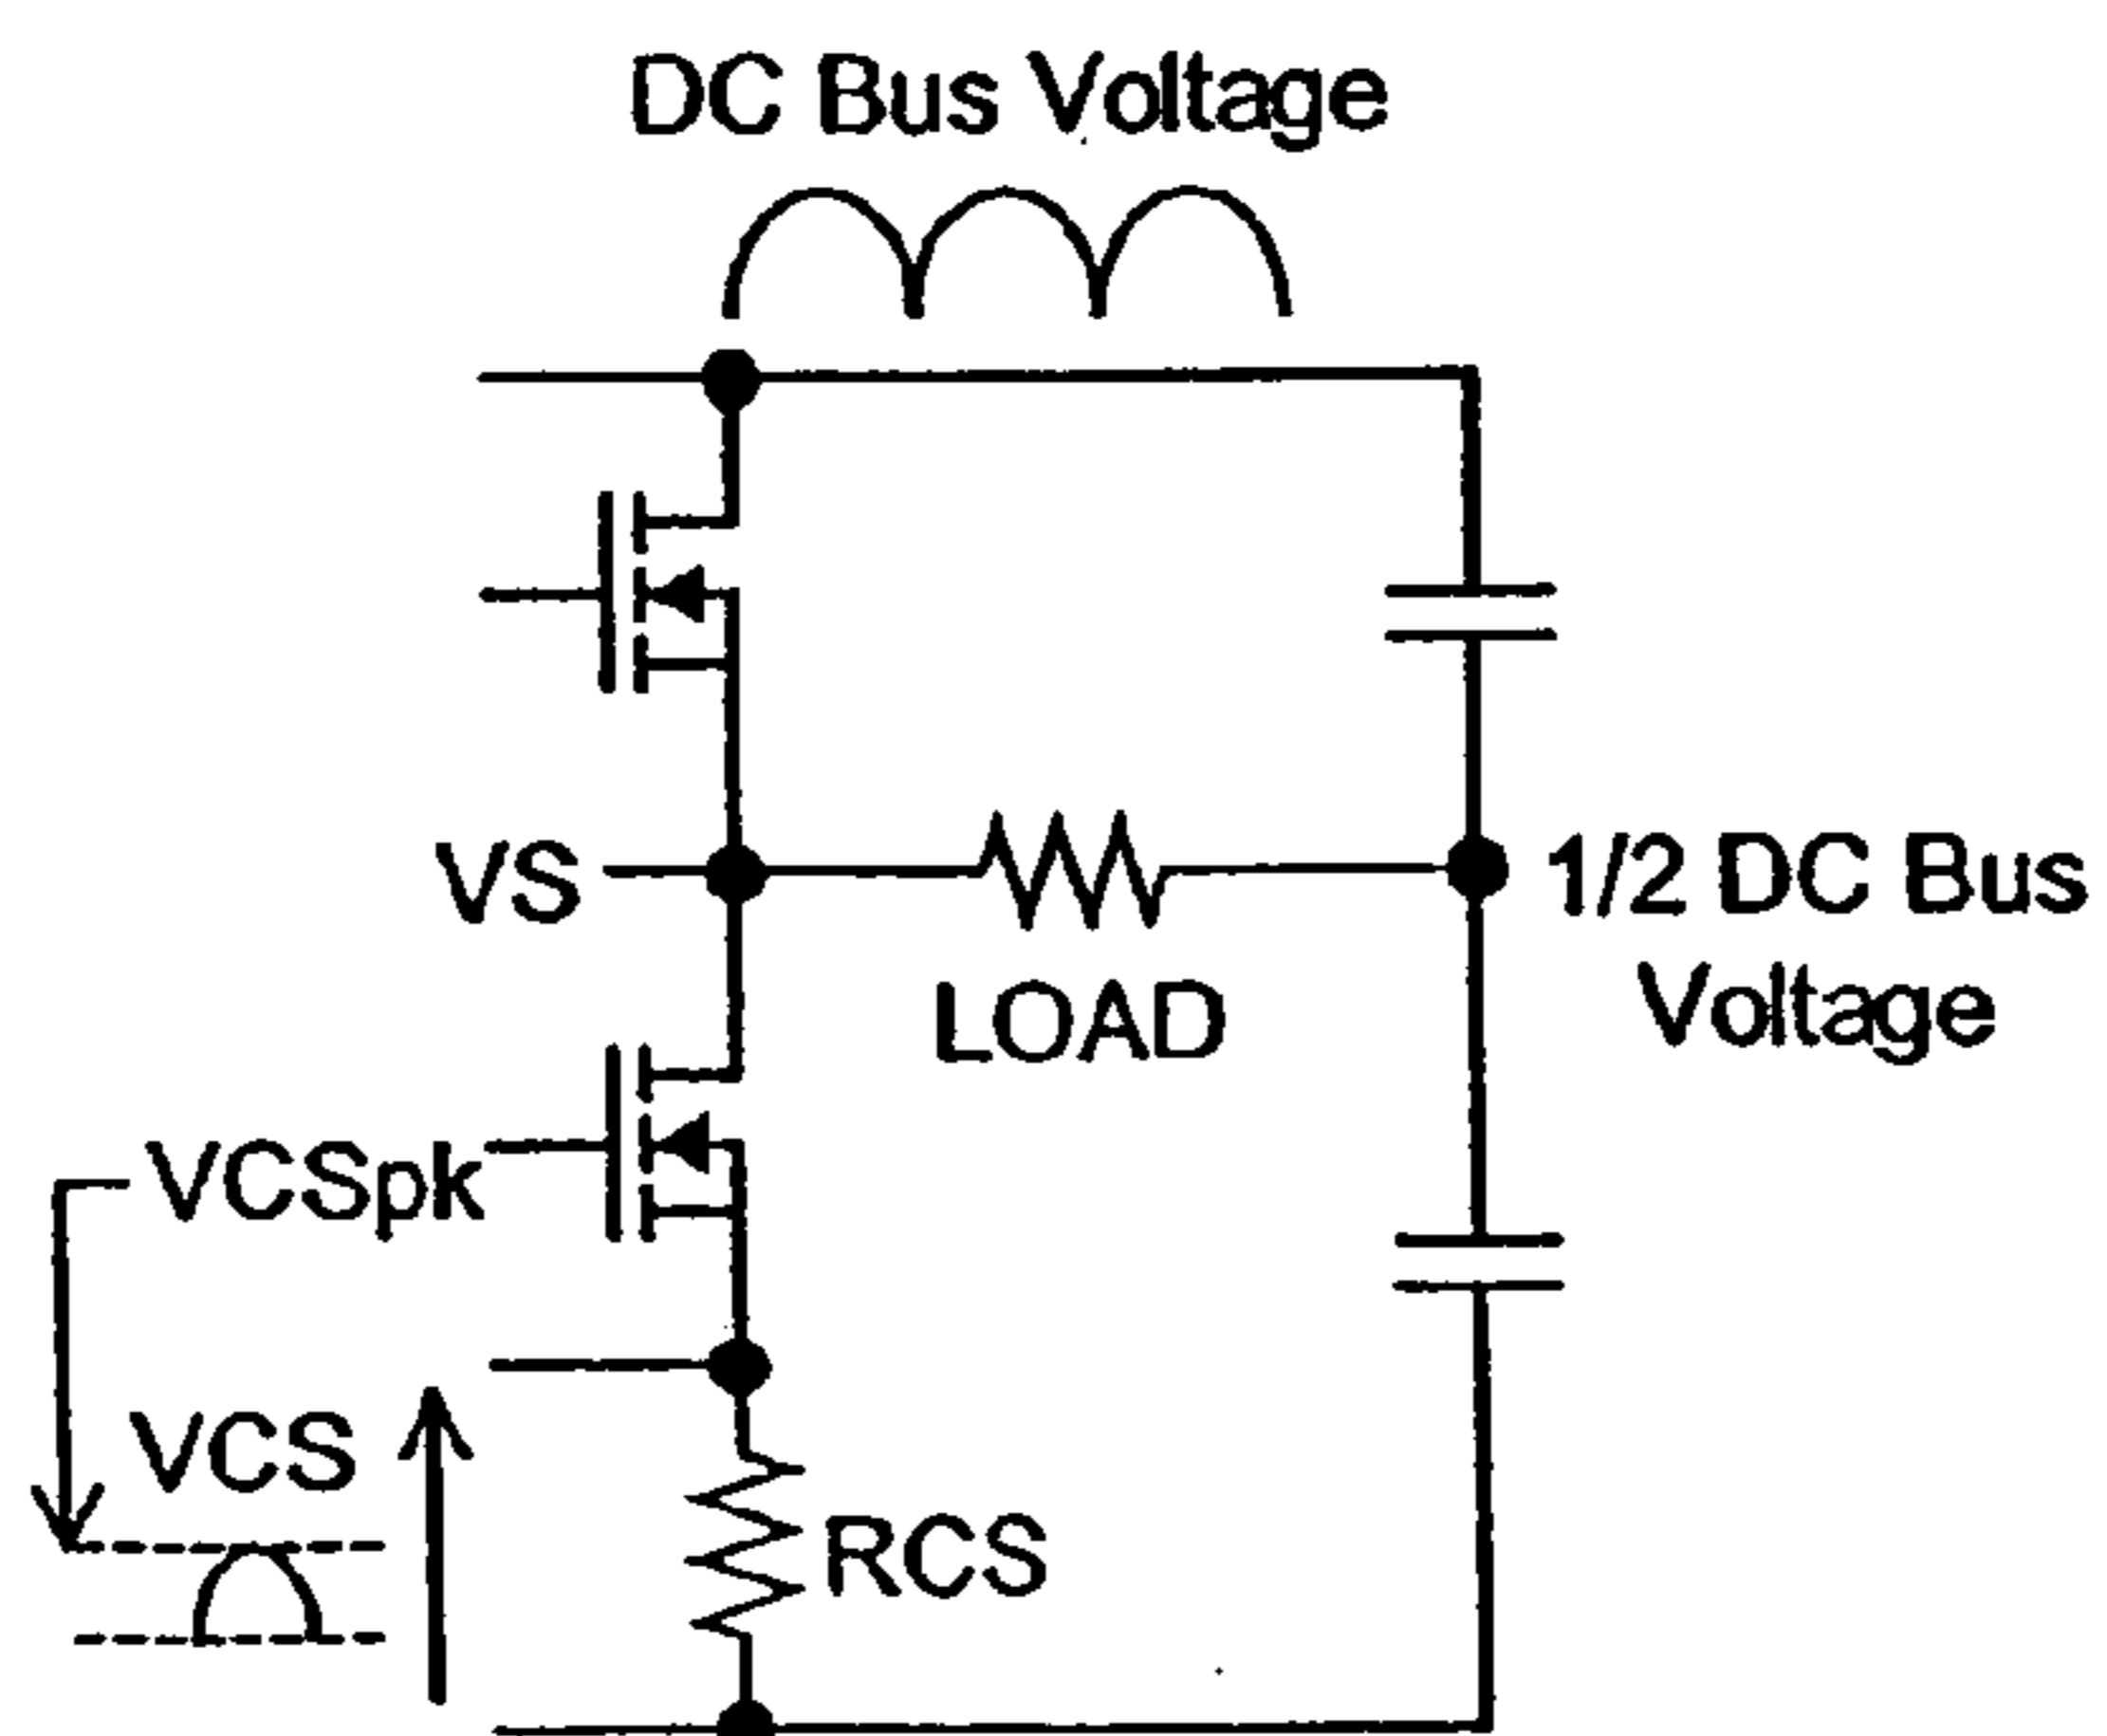 DC Bus Voltage
VS
LOAD
1/2 DC Bus
Voltage
VCSpk
VCS
RCS